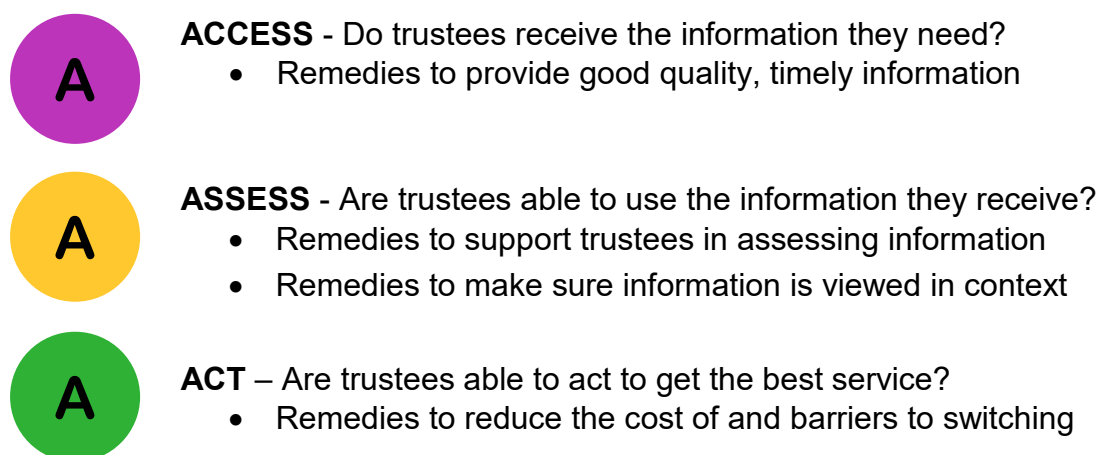 A
ACCESS - Do trustees receive the information they need?
• Remedies to provide good quality, timely information
A
ASSESS - Are trustees able to use the information they receive?
• Remedies to support trustees in assessing information
• Remedies to make sure information is viewed in context
A
ACT – Are trustees able to act to get the best service?
• Remedies to reduce the cost of and barriers to switching